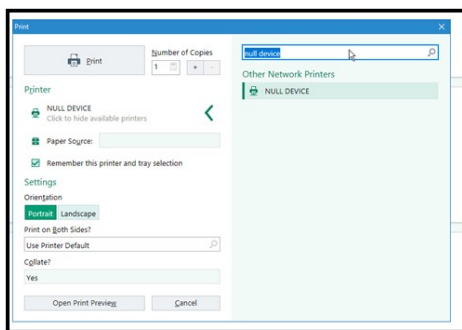 Print
Print
Number of Copies
1
+ -
Printer
NULL DEVICE
Click to hide available printers
Paper Source:
Remember this printer and tray selection
Settings
Orientation
Portrait Landscape
Print on Both Sides?
Use Printer Default
Collate?
Yes
Open Print Preview Cancel
null device
Other Network Printers
NULL DEVICE